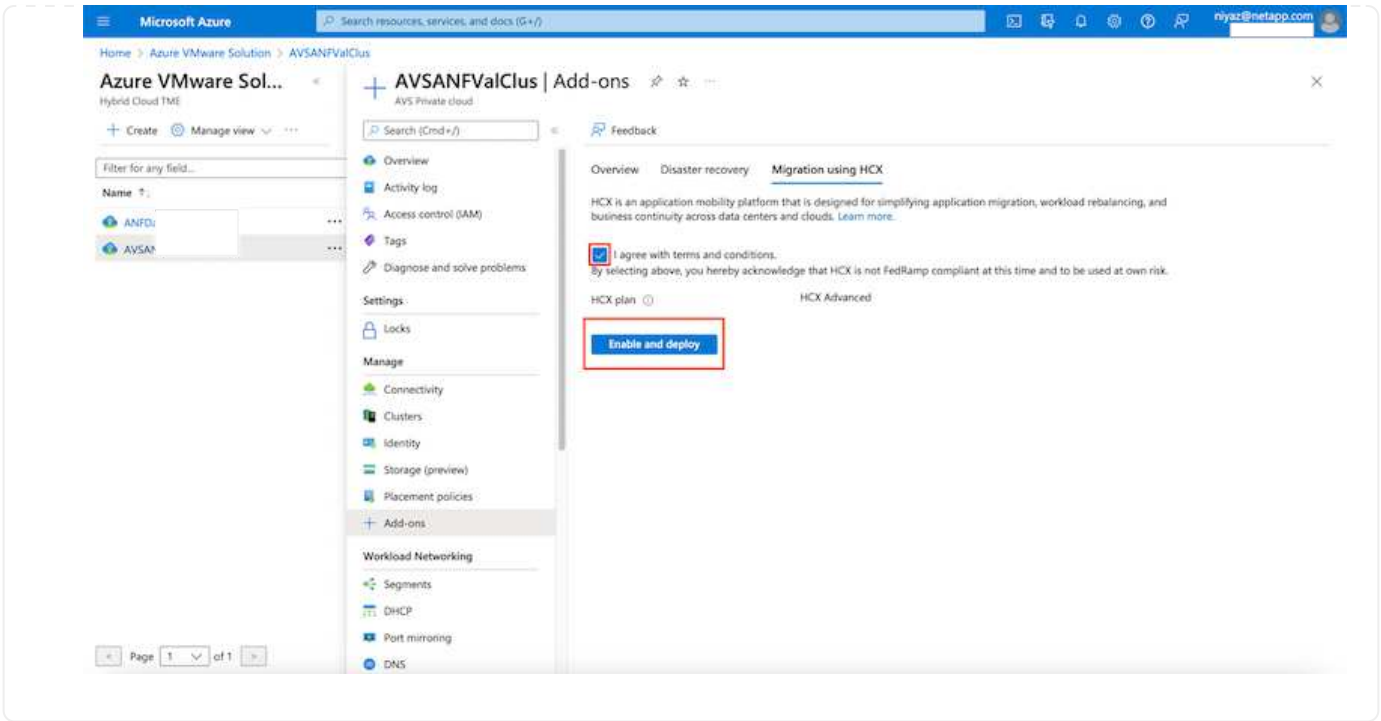 Microsoft Azure
Search resources, services, and docs (G+/)
niyaz@netapp.com
Home > Azure VMware Solution > AVSANFValClus
Azure VMware Sol...
Hybrid Cloud TME
+ Create
Manage view
Filter for any field...
Name ↑↓
ANFD
AVSAN
< Page 1 of 1 >
AVSANFValClus | Add-ons
AVS Private cloud
Search (Cmd+/)
Overview
Activity log
Access control (IAM)
Tags
Diagnose and solve problems
Settings
Locks
Manage
Connectivity
Clusters
Identity
Storage (preview)
Placement policies
Add-ons
Workload Networking
Segments
DHCP
Port mirroring
DNS
Feedback
Overview Disaster recovery Migration using HCX
HCX is an application mobility platform that is designed for simplifying application migration, workload rebalancing, and
business continuity across data centers and clouds. Learn more.
I agree with terms and conditions.
By selecting above, you hereby acknowledge that HCX is not FedRamp compliant at this time and to be used at own risk.
HCX plan HCX Advanced
Enable and deploy